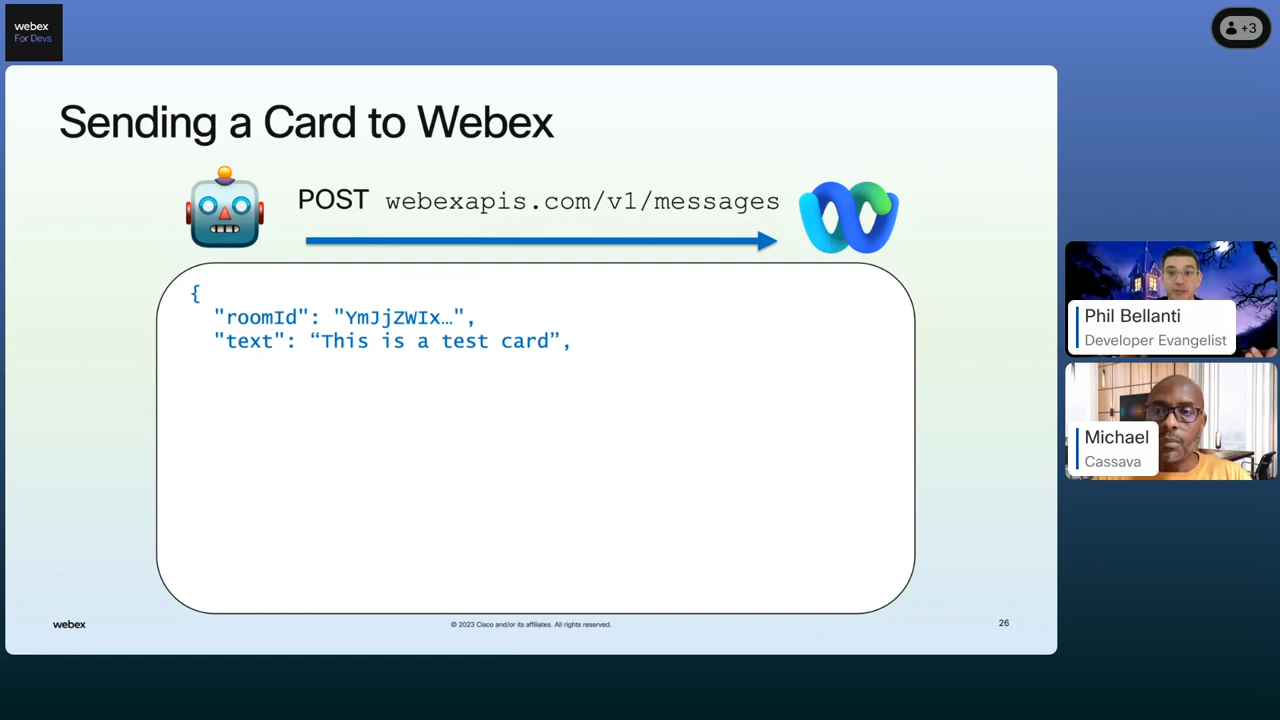 webex
For Devs
+3
Sending a Card to Webex
POST webexapis.com/v1/messages
{
"roomId": "YmJjZWIx…",
"text": “This is a test card”,
Phil Bellanti
Developer Evangelist
Michael
Cassava
webex
© 2023 Cisco and/or its affiliates. All rights reserved.
26